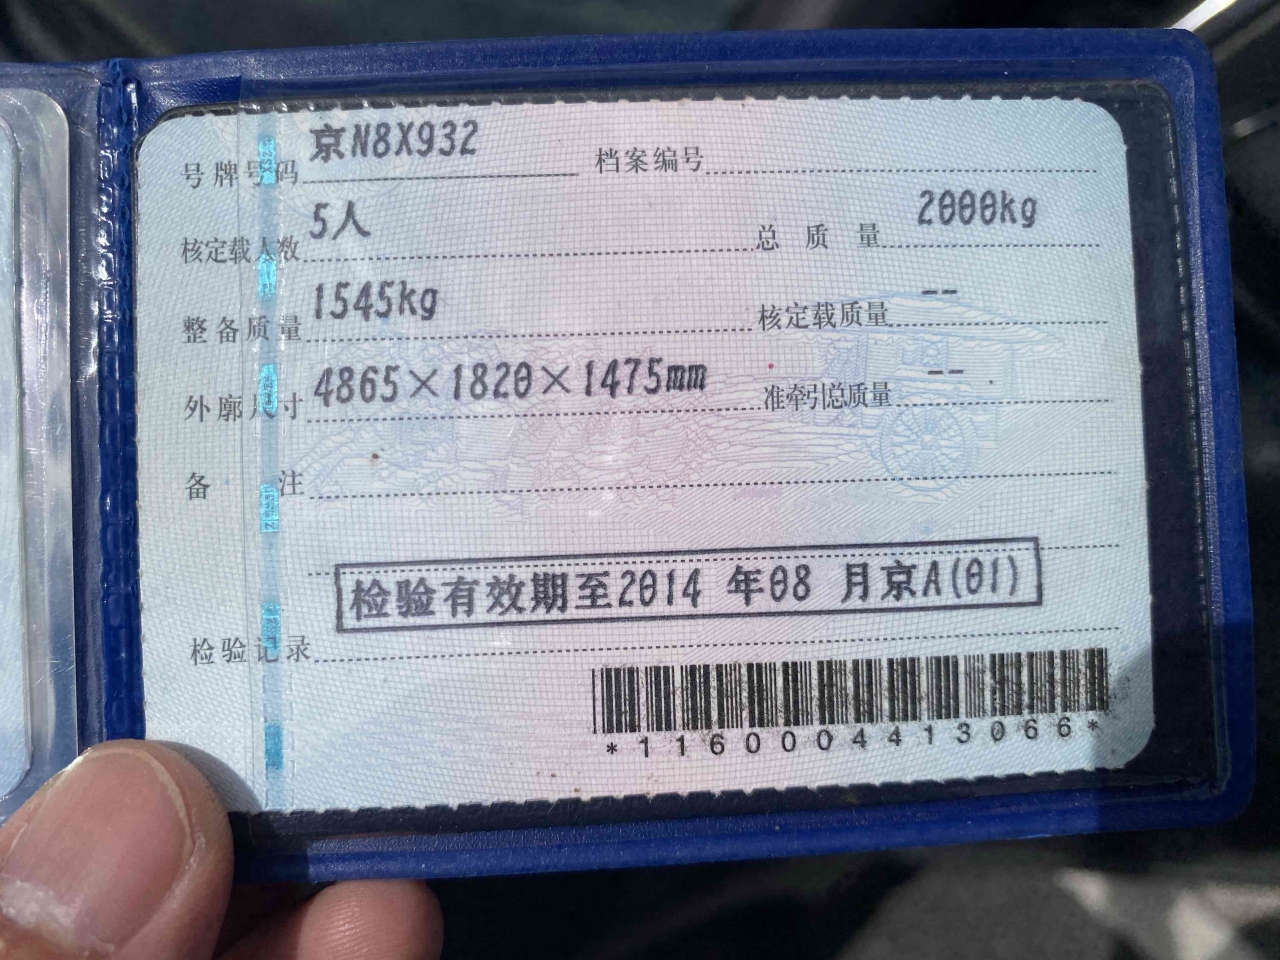 号牌号码 京N8X932 档案编号
核定载人数 5人 总质量 2000kg
整备质量 1545kg 核定载质量 --
外廓尺寸 4865×1820×1475mm 准牵引总质量 --
备注
检验有效期至2014 年08 月京A(01)
检验记录
*1160004413066*